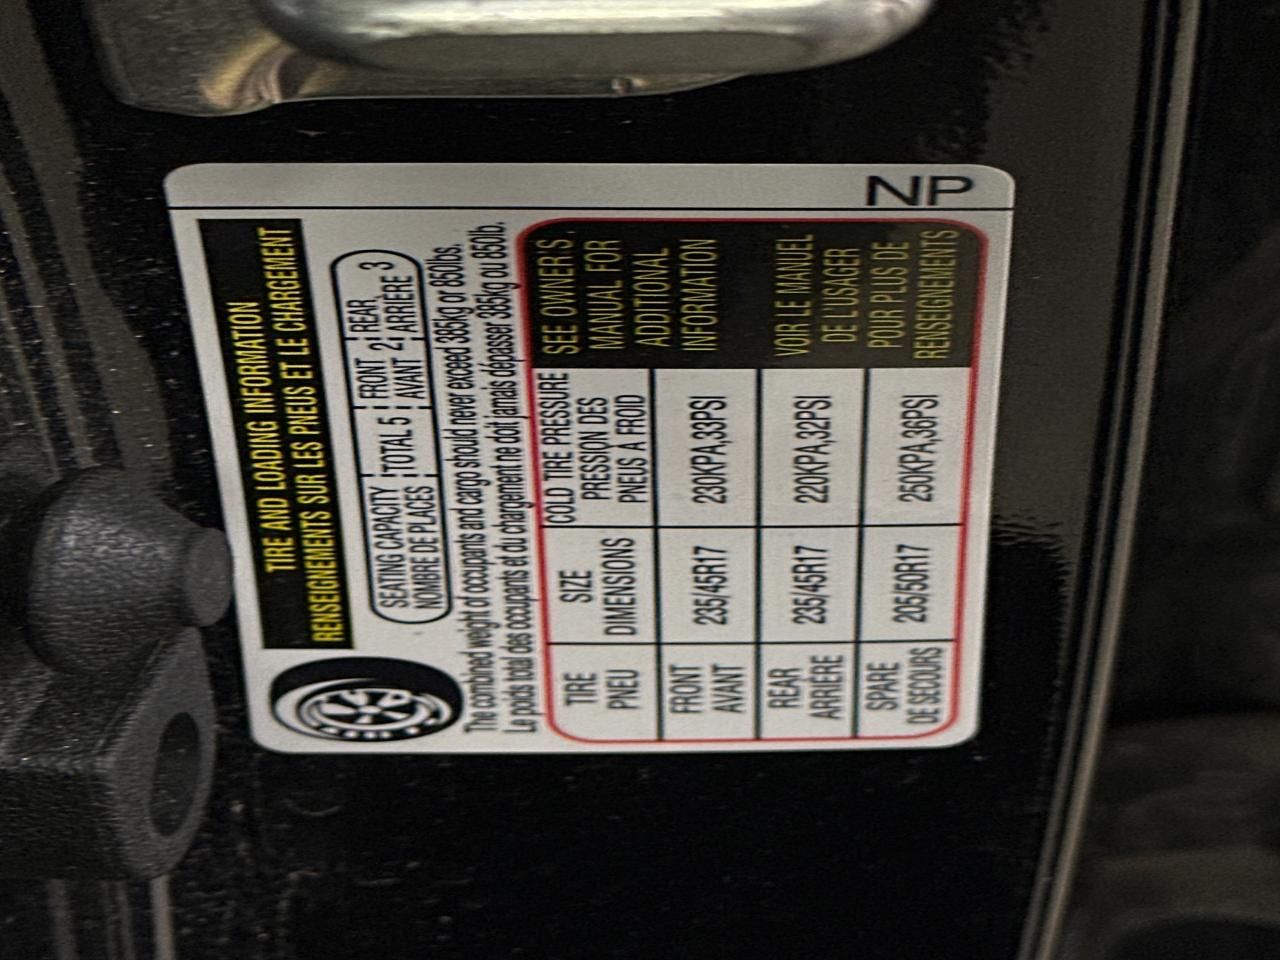 NP
TIRE AND LOADING INFORMATION
RENSEIGNEMENTS SUR LES PNEUS ET LE CHARGEMENT
SEATING CAPACITY TOTAL 5 FRONT 2 REAR 3
NOMBRE DE PLACES AVANT ARRIÈRE
The combined weight of occupants and cargo should never exceed 385kg or 850lbs.
Le poids total des occupants et du chargement ne doit jamais dépasser 385kg ou 850lb.
TIRE SIZE COLD TIRE PRESSURE
PNEU DIMENSIONS PRESSION DES
PNEUS A FROID
FRONT 235/45R17 230KPA,33PSI
AVANT
REAR 235/45R17 220KPA,32PSI
ARRIÈRE
SPARE 205/50R17 250KPA,36PSI
DE SECOURS
SEE OWNER'S
MANUAL FOR
ADDITIONAL
INFORMATION
VOIR LE MANUEL
DE L'USAGER
POUR PLUS DE
RENSEIGNEMENTS